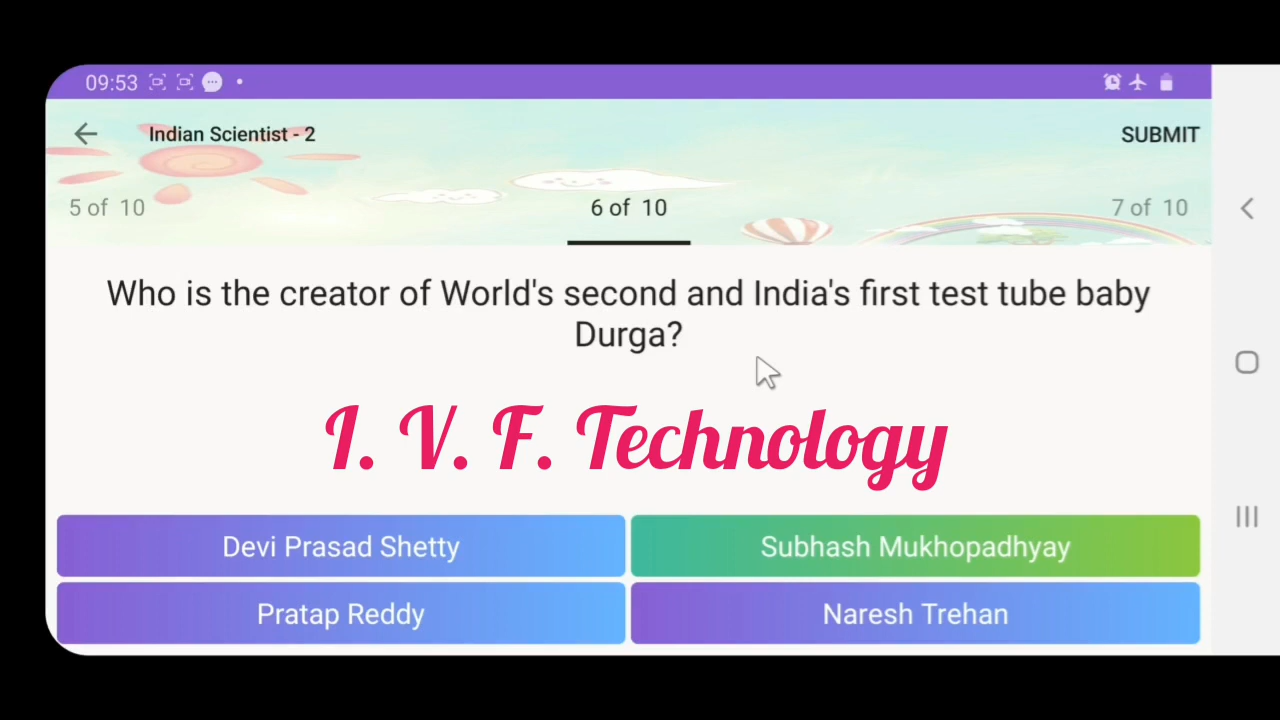 09:53
Indian Scientist - 2
SUBMIT
5 of 10
6 of 10
7 of 10
Who is the creator of World's second and India's first test tube baby
Durga?
I. V. F. Technology
Devi Prasad Shetty
Subhash Mukhopadhyay
Pratap Reddy
Naresh Trehan